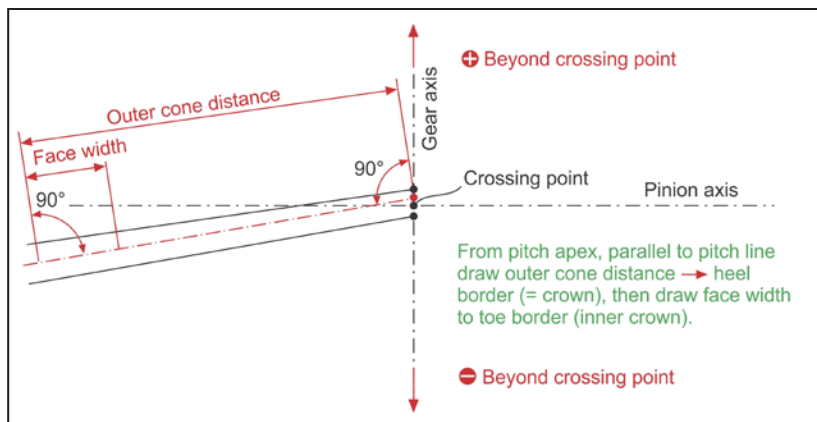 + Beyond crossing point
Outer cone distance
Gear axis
Face width
90°
90°
Crossing point
Pinion axis
From pitch apex, parallel to pitch line
draw outer cone distance → heel
border (= crown), then draw face width
to toe border (inner crown).
− Beyond crossing point